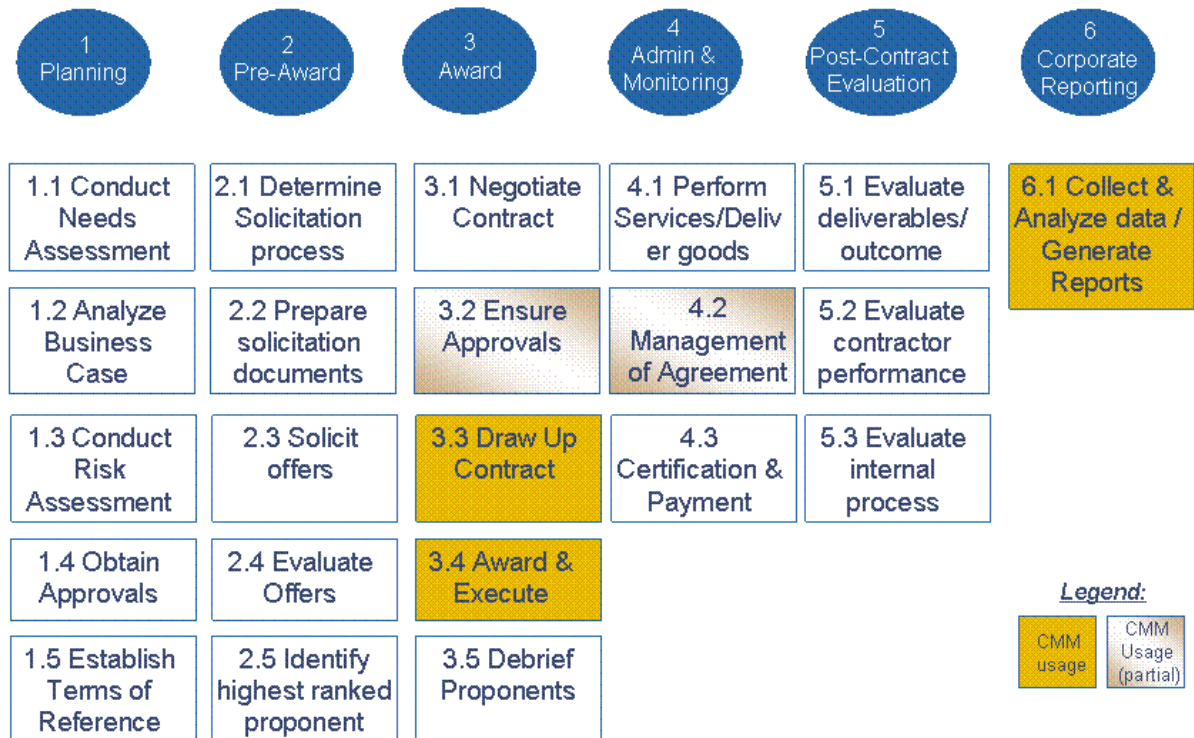 1
Planning
2
Pre-Award
3
Award
4
Admin &
Monitoring
5
Post-Contract
Evaluation
6
Corporate
Reporting
1.1 Conduct
Needs
Assessment
1.2 Analyze
Business
Case
1.3 Conduct
Risk
Assessment
1.4 Obtain
Approvals
1.5 Establish
Terms of
Reference
2.1 Determine
Solicitation
process
2.2 Prepare
solicitation
documents
2.3 Solicit
offers
2.4 Evaluate
Offers
2.5 Identify
highest ranked
proponent
3.1 Negotiate
Contract
3.2 Ensure
Approvals
3.3 Draw Up
Contract
3.4 Award &
Execute
3.5 Debrief
Proponents
4.1 Perform
Services/Deliv
er goods
4.2
Management
of Agreement
4.3
Certification &
Payment
5.1 Evaluate
deliverables/
outcome
5.2 Evaluate
contractor
performance
5.3 Evaluate
internal
process
6.1 Collect &
Analyze data /
Generate
Reports
Legend:
CMM
usage
CMM
Usage
(partial)